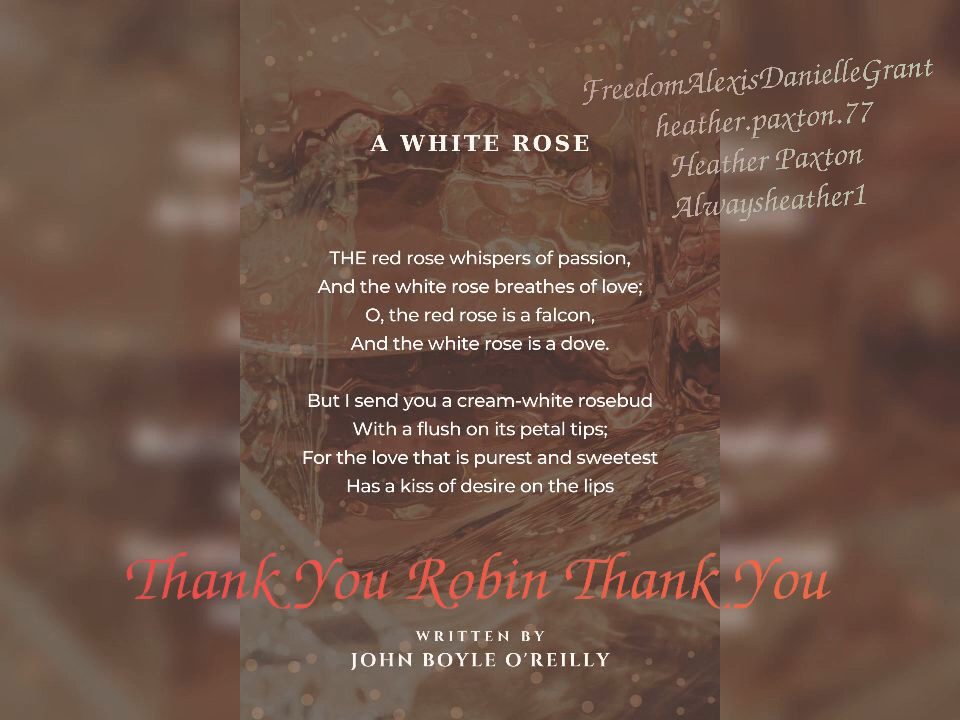 FreedomAlexisDanielleGrant
heather.paxton.77
Heather Paxton
Alwaysheather1
A WHITE ROSE
THE red rose whispers of passion,
And the white rose breathes of love;
O, the red rose is a falcon,
And the white rose is a dove.
But I send you a cream-white rosebud
With a flush on its petal tips;
For the love that is purest and sweetest
Has a kiss of desire on the lips
Thank You Robin Thank You
WRITTEN BY
JOHN BOYLE O'REILLY